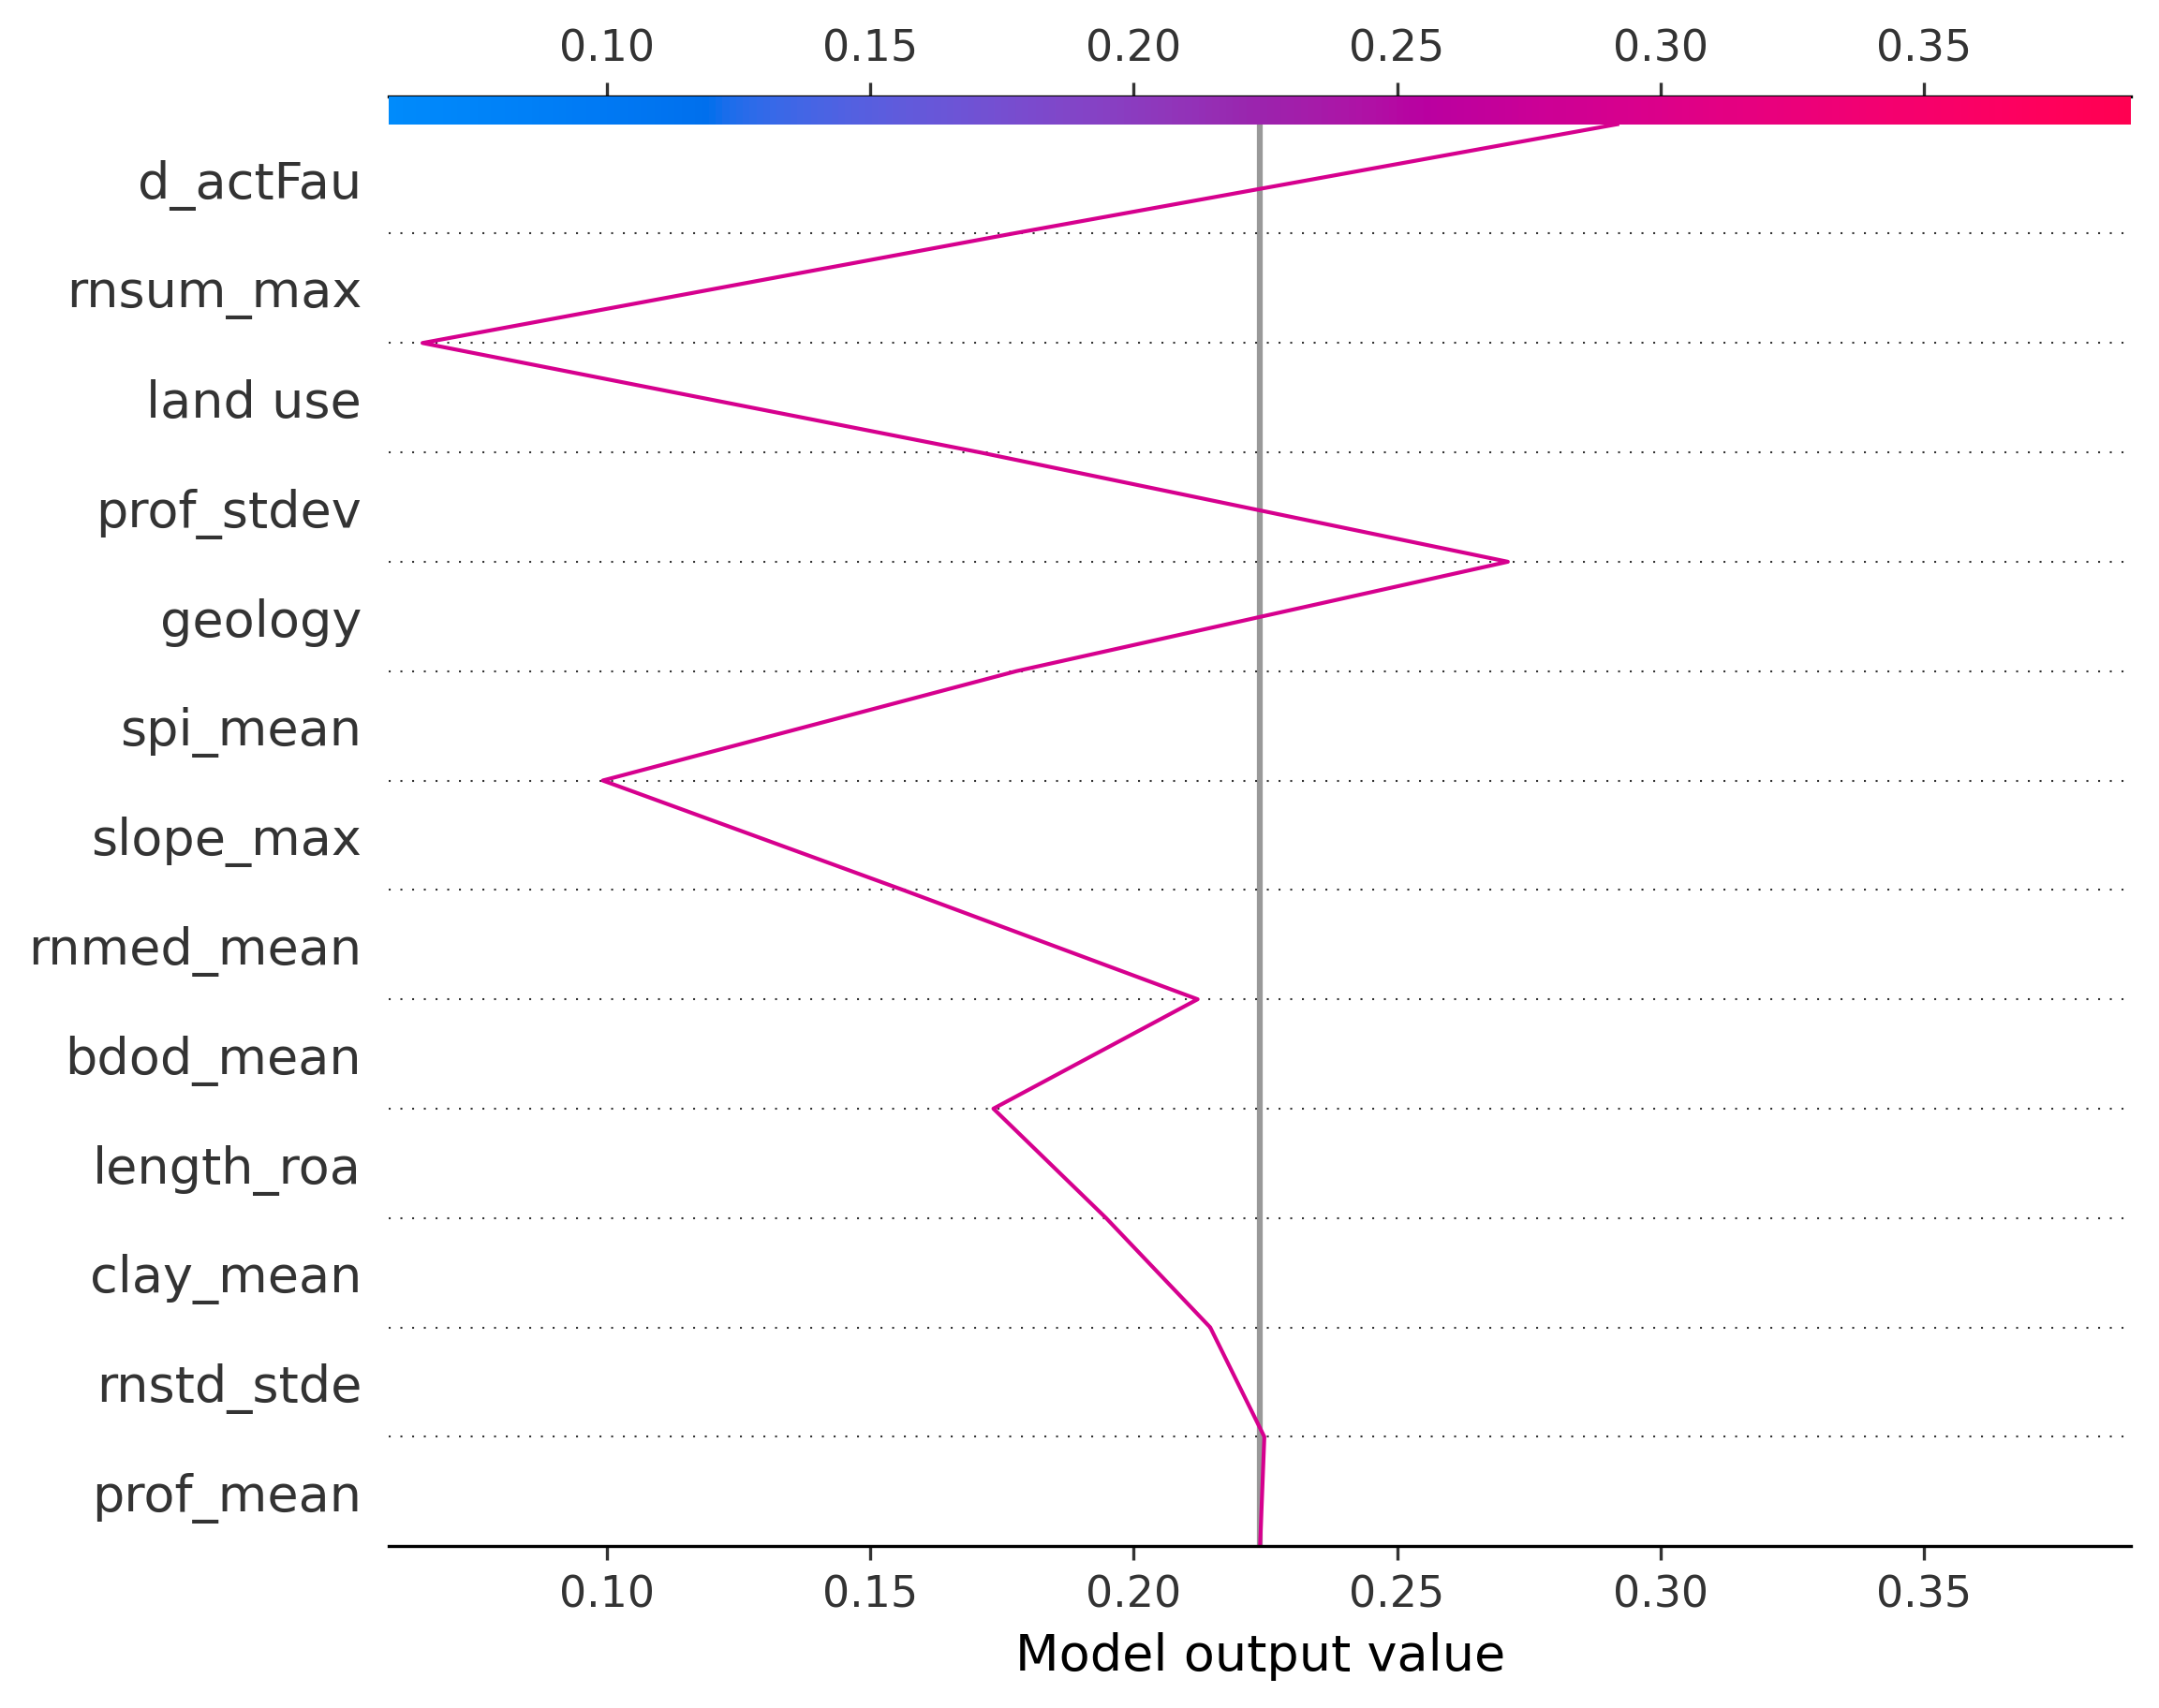 0.10 0.15 0.20 0.25 0.30 0.35
d_actFau
rnsum_max
land use
prof_stdev
geology
spi_mean
slope_max
rnmed_mean
bdod_mean
length_roa
clay_mean
rnstd_stde
prof_mean
0.10 0.15 0.20 0.25 0.30 0.35
Model output value